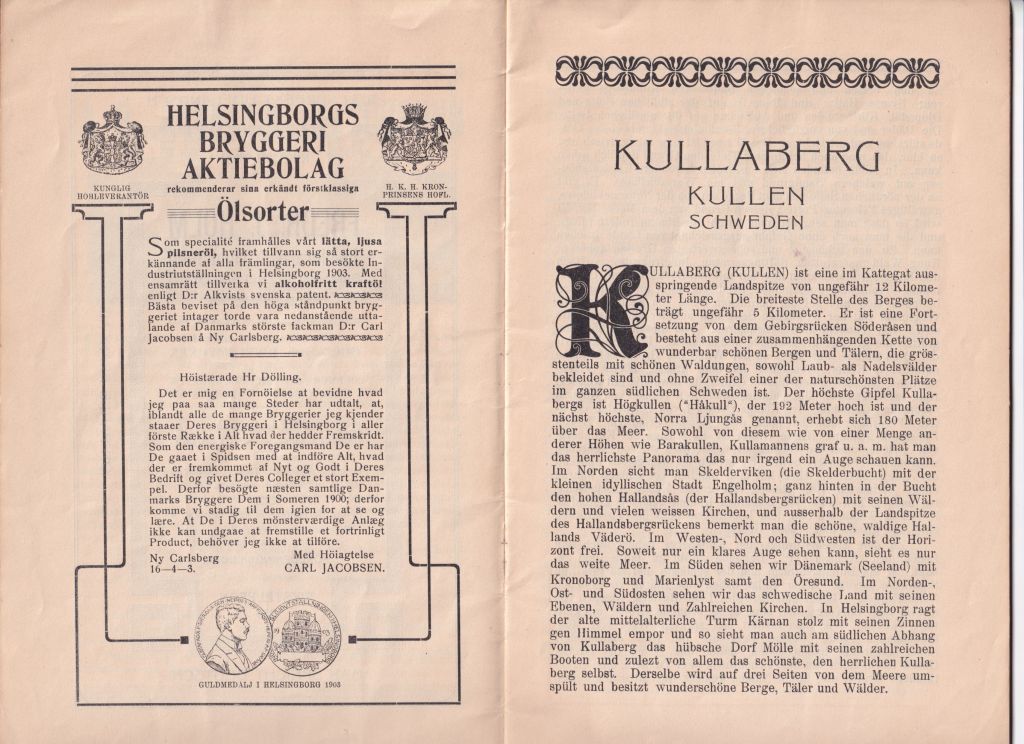 HELSINGBORGS
BRYGGERI
AKTIEBOLAG
KUNGLIG
HOFLEVERANTÖR
H. K. H. KRON-
PRINSENS HOFL.
rekommenderar sina erkändt förstklassiga
Ölsorter
Som specialité framhålles vårt lätta, ljusa
pilsneröl, hvilket tillvann sig så stort er-
kännande af alla främlingar, som besökte In-
dustriutställningen i Helsingborg 1903. Med
ensamrätt tillverka vi alkoholfritt kraftöl
enligt D:r Alkvists svenska patent.
Bästa beviset på den höga ståndpunkt bryg-
geriet intager torde vara nedanstående utta-
lande af Danmarks störste fackman D:r Carl
Jacobsen å Ny Carlsberg.
Höistærade Hr Dölling.
Det er mig en Fornöielse at bevidne hvad
jeg paa saa mange Steder har udtalt, at,
iblandt alle de mange Bryggerier jeg kjender
staaer Deres Bryggeri i Helsingborg i aller
förste Række i Alt hvad der hedder Fremskridt.
Som den energiske Foregangsmand De er har
De gaaet i Spidsen med at indföre Alt, hvad
der er fremkommet af Nyt og Godt i Deres
Bedrift og givet Deres Colleger et stort Exem-
pel. Derfor besögte næsten samtlige Dan-
marks Bryggere Dem i Someren 1900; derfor
komme vi stadig til dem igien for at se og
lære. At De i Deres mönsterværdige Anlæg
ikke kan undgaae at fremstille et fortrinligt
Product, behöver jeg ikke at tilföre.
Ny Carlsberg Med Höiagtelse
16—4—3. CARL JACOBSEN.
GULDMEDALJ I HELSINGBORG 1903
KULLABERG
KULLEN
SCHWEDEN
KULLABERG (KULLEN) ist eine im Kattegat aus-
springende Landspitze von ungefähr 12 Kilome-
ter Länge. Die breiteste Stelle des Berges be-
trägt ungefähr 5 Kilometer. Er ist eine Fort-
setzung von dem Gebirgsrücken Söderåsen und
besteht aus einer zusammenhängenden Kette von
wunderbar schönen Bergen und Tälern, die grös-
stenteils mit schönen Waldungen, sowohl Laub- als Nadelsvälder
bekleidet sind und ohne Zweifel einer der naturschönsten Plätze
im ganzen südlichen Schweden ist. Der höchste Gipfel Kulla-
bergs ist Högkullen ("Håkull"), der 192 Meter hoch ist und der
nächst höchste, Norra Ljungås genannt, erhebt sich 180 Meter
über das Meer. Sowohl von diesem wie von einer Menge an-
derer Höhen wie Barakullen, Kullamannens graf u. a. m. hat man
das herrlichste Panorama das nur irgend ein Auge schauen kann.
Im Norden sicht man Skelderviken (die Skelderbucht) mit der
kleinen idyllischen Stadt Engelholm; ganz hinten in der Bucht
den hohen Hallandsås (der Hallandsbergsrücken) mit seinen Wäl-
dern und vielen weissen Kirchen, und ausserhalb der Landspitze
des Hallandsbergsrückens bemerkt man die schöne, waldige Hal-
lands Väderö. Im Westen-, Nord och Südwesten ist der Hori-
zont frei. Soweit nur ein klares Auge sehen kann, sieht es nur
das weite Meer. Im Süden sehen wir Dänemark (Seeland) mit
Kronoborg und Marienlyst samt den Öresund. Im Norden-,
Ost- und Südosten sehen wir das schwedische Land mit seinen
Ebenen, Wäldern und Zahlreichen Kirchen. In Helsingborg ragt
der alte mittelalterliche Turm Kärnan stolz mit seinen Zinnen
gen Himmel empor und so sieht man auch am südlichen Abhang
von Kullaberg das hübsche Dorf Mölle mit seinen zahlreichen
Booten und zulezt von allem das schönste, den herrlichen Kulla-
berg selbst. Derselbe wird auf drei Seiten von dem Meere um-
spült und besitzt wunderschöne Berge, Täler und Wälder.